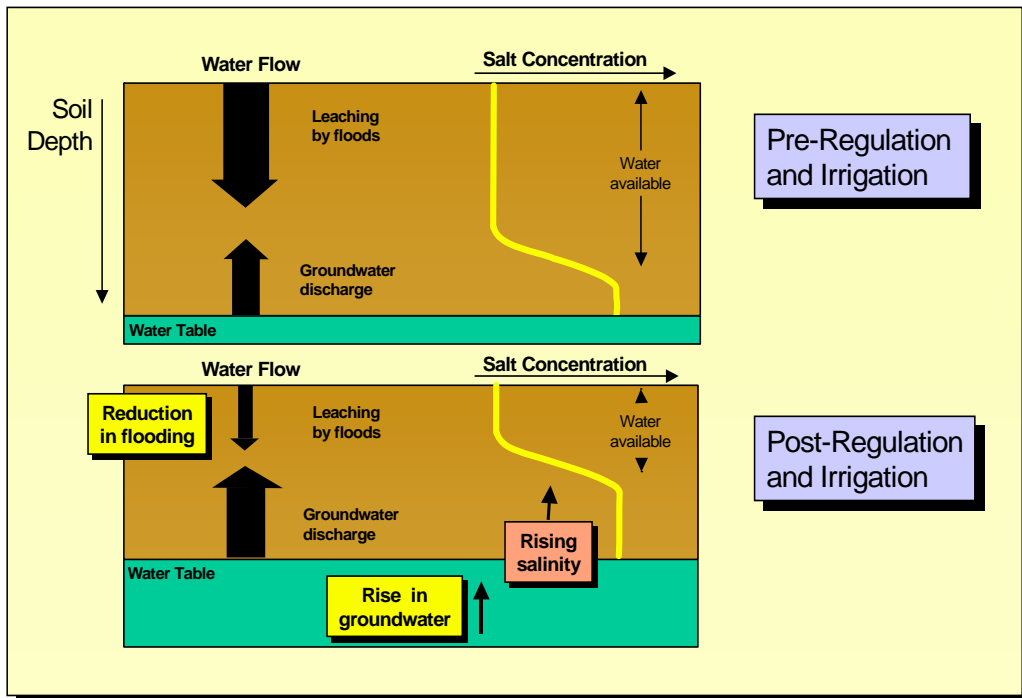 Water Flow
Salt Concentration
Soil
Depth
Leaching
by floods
Water
available
Groundwater
discharge
Water Table
Pre-Regulation
and Irrigation
Water Flow
Salt Concentration
Reduction
in flooding
Leaching
by floods
Water
available
Groundwater
discharge
Rising
salinity
Water Table
Rise in
groundwater
Post-Regulation
and Irrigation